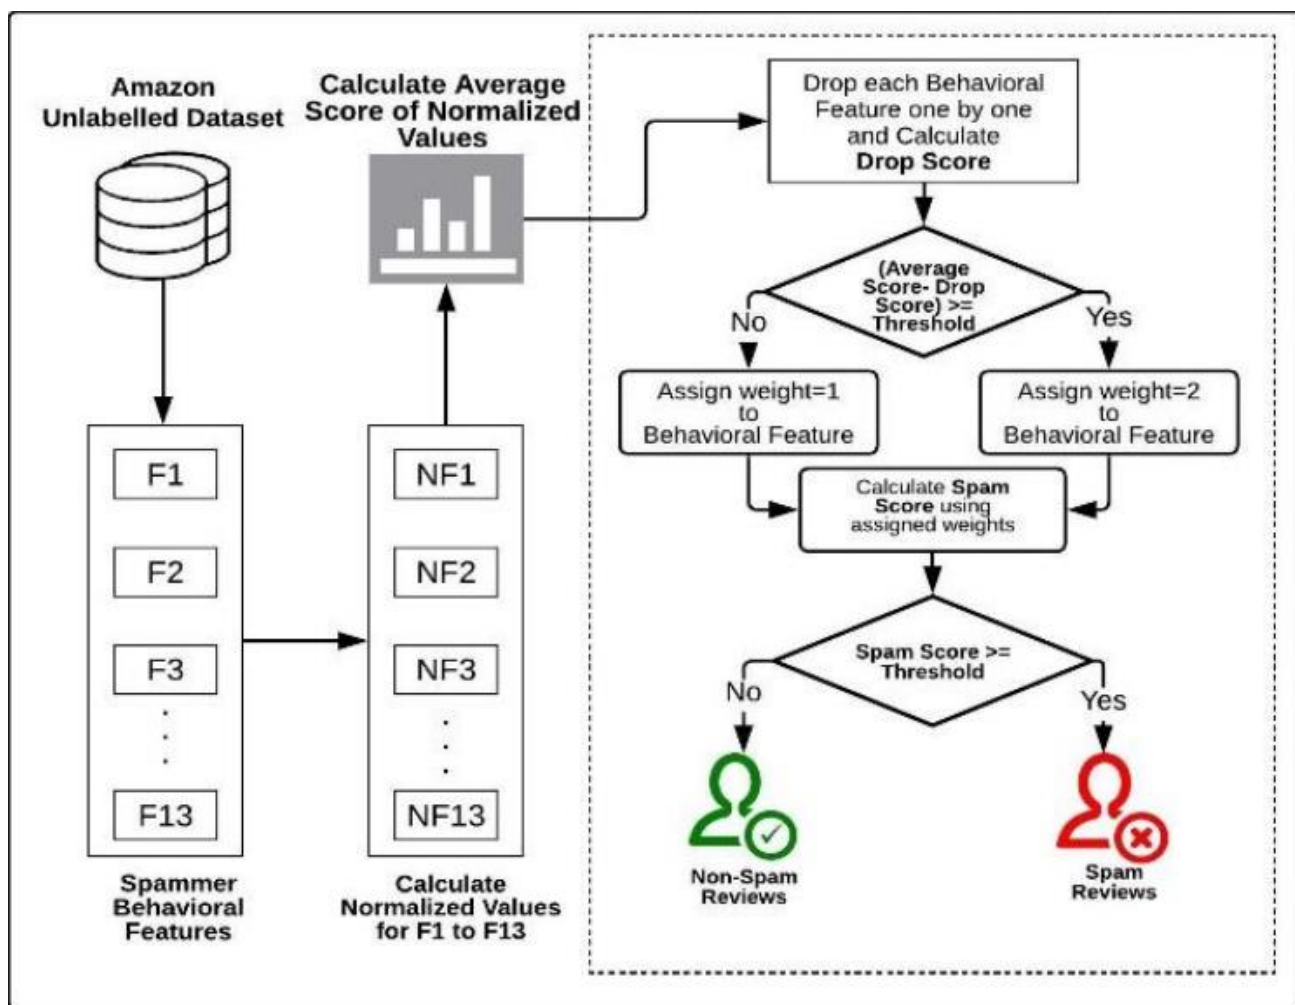 Amazon
Unlabelled Dataset
F1
F2
F3
F13
Spammer
Behavioral
Features
NF1
NF2
NF3
NF13
Calculate
Normalized Values
for F1 to F13
Calculate Average
Score of Normalized
Values
Drop each Behavioral
Feature one by one
and Calculate
Drop Score
(Average
Score- Drop
Score) >=
Threshold
No
Yes
Assign weight=1
to
Behavioral Feature
Assign weight=2
to
Behavioral Feature
Calculate Spam
Score using
assigned weights
Spam Score >=
Threshold
No
Yes
Non-Spam
Reviews
Spam
Reviews